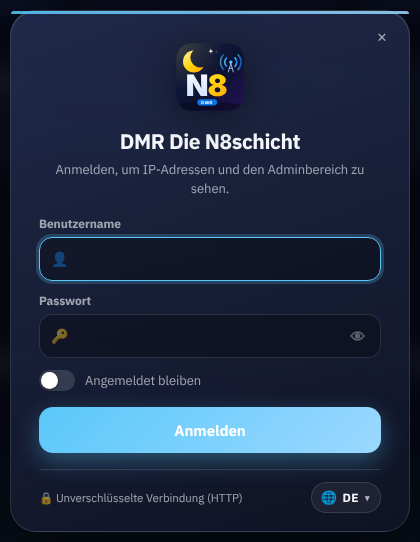 ×
N8
DMR
DMR Die N8schicht
Anmelden, um IP-Adressen und den Adminbereich zu
sehen.
Benutzername
Passwort
Angemeldet bleiben
Anmelden
Unverschlüsselte Verbindung (HTTP)
DE